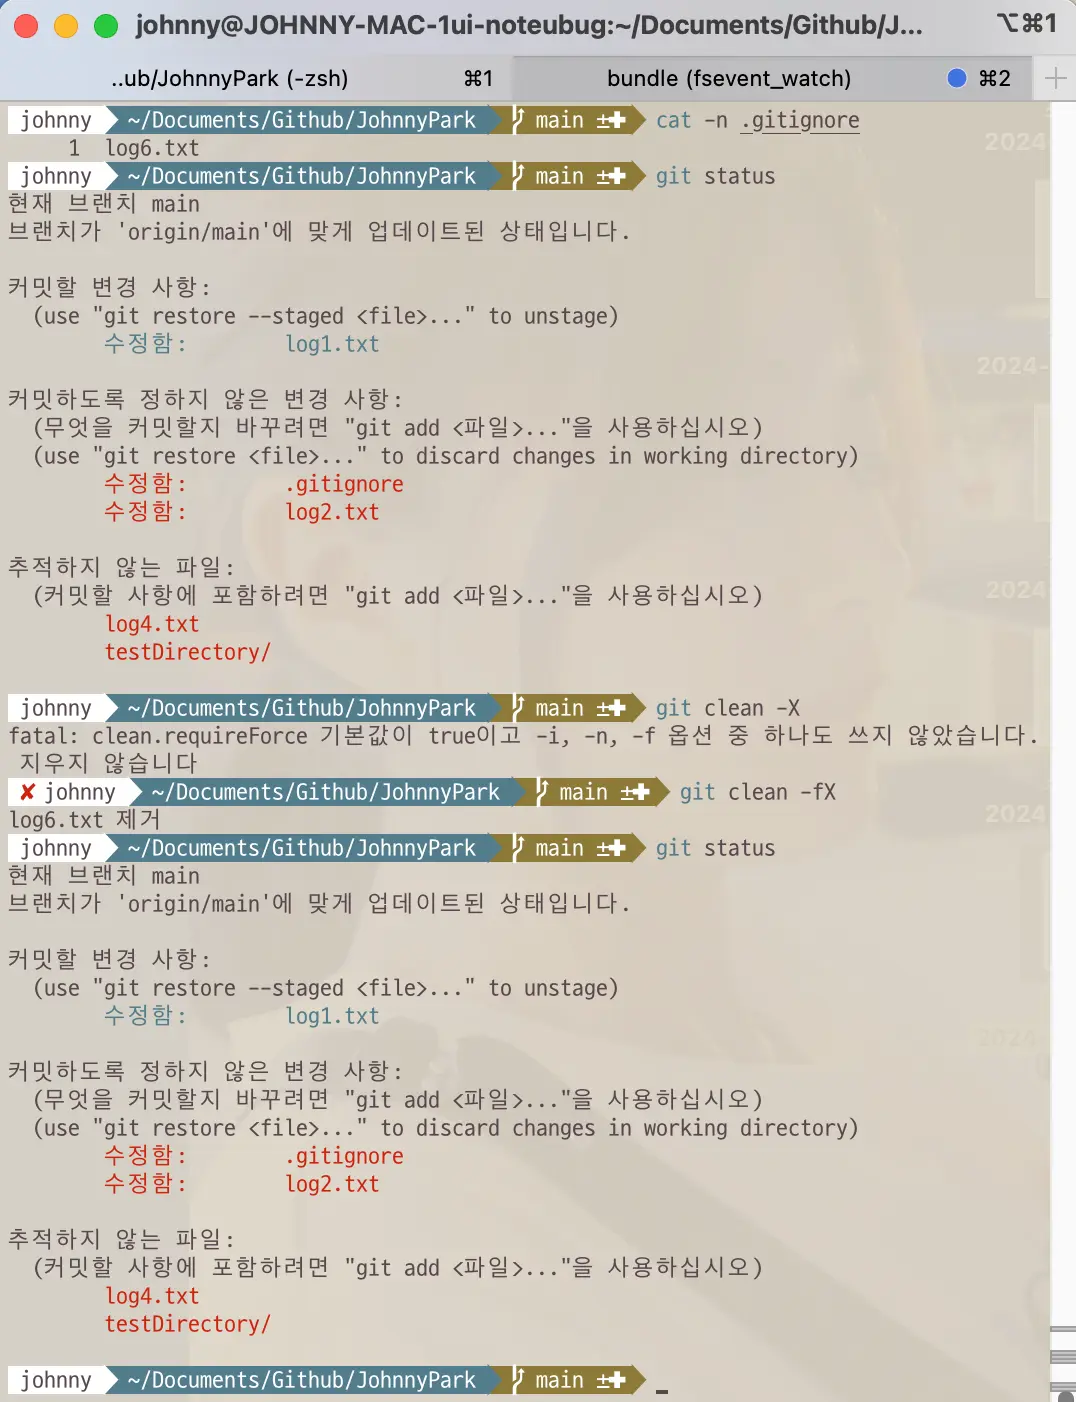 johnny@JOHNNY-MAC-1ui-noteubug:~/Documents/Github/J... ⌥⌘1
..ub/JohnnyPark (-zsh) ⌘1 bundle (fsevent_watch) ⌘2
johnny ~/Documents/Github/JohnnyPark main ±✚ cat -n .gitignore
1 log6.txt
johnny ~/Documents/Github/JohnnyPark main ±✚ git status
현재 브랜치 main
브랜치가 'origin/main'에 맞게 업데이트된 상태입니다.
커밋할 변경 사항:
(use "git restore --staged <file>..." to unstage)
수정함: log1.txt
커밋하도록 정하지 않은 변경 사항:
(무엇을 커밋할지 바꾸려면 "git add <파일>..."을 사용하십시오)
(use "git restore <file>..." to discard changes in working directory)
수정함: .gitignore
수정함: log2.txt
추적하지 않는 파일:
(커밋할 사항에 포함하려면 "git add <파일>..."을 사용하십시오)
log4.txt
testDirectory/
johnny ~/Documents/Github/JohnnyPark main ±✚ git clean -X
fatal: clean.requireForce 기본값이 true이고 -i, -n, -f 옵션 중 하나도 쓰지 않았습니다.
지우지 않습니다
✘ johnny ~/Documents/Github/JohnnyPark main ±✚ git clean -fX
log6.txt 제거
johnny ~/Documents/Github/JohnnyPark main ±✚ git status
현재 브랜치 main
브랜치가 'origin/main'에 맞게 업데이트된 상태입니다.
커밋할 변경 사항:
(use "git restore --staged <file>..." to unstage)
수정함: log1.txt
커밋하도록 정하지 않은 변경 사항:
(무엇을 커밋할지 바꾸려면 "git add <파일>..."을 사용하십시오)
(use "git restore <file>..." to discard changes in working directory)
수정함: .gitignore
수정함: log2.txt
추적하지 않는 파일:
(커밋할 사항에 포함하려면 "git add <파일>..."을 사용하십시오)
log4.txt
testDirectory/
johnny ~/Documents/Github/JohnnyPark main ±✚
2024
2024-
2024
2024
2024